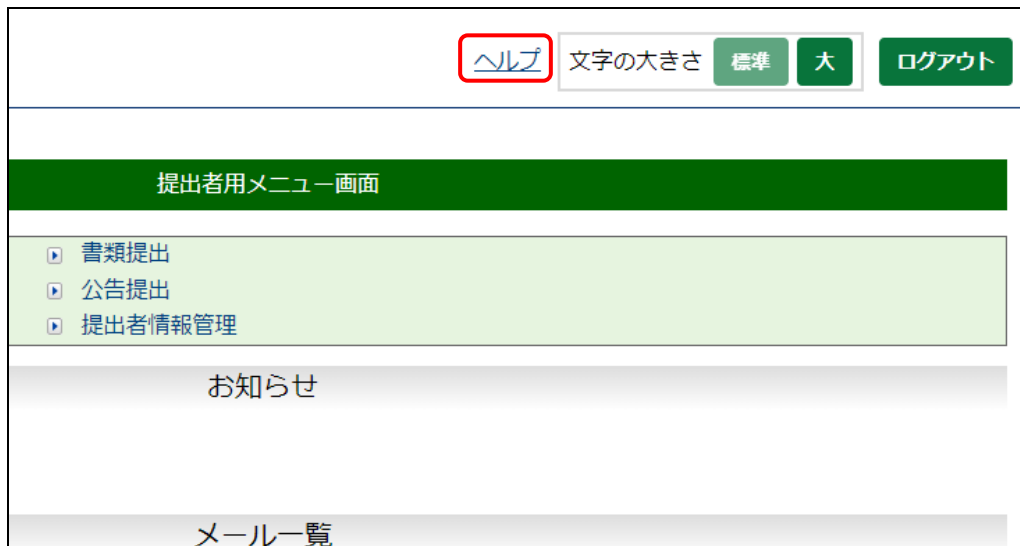 ヘルプ 文字の大きさ 標準 大 ログアウト
提出者用メニュー画面
書類提出
公告提出
提出者情報管理
お知らせ
メール一覧